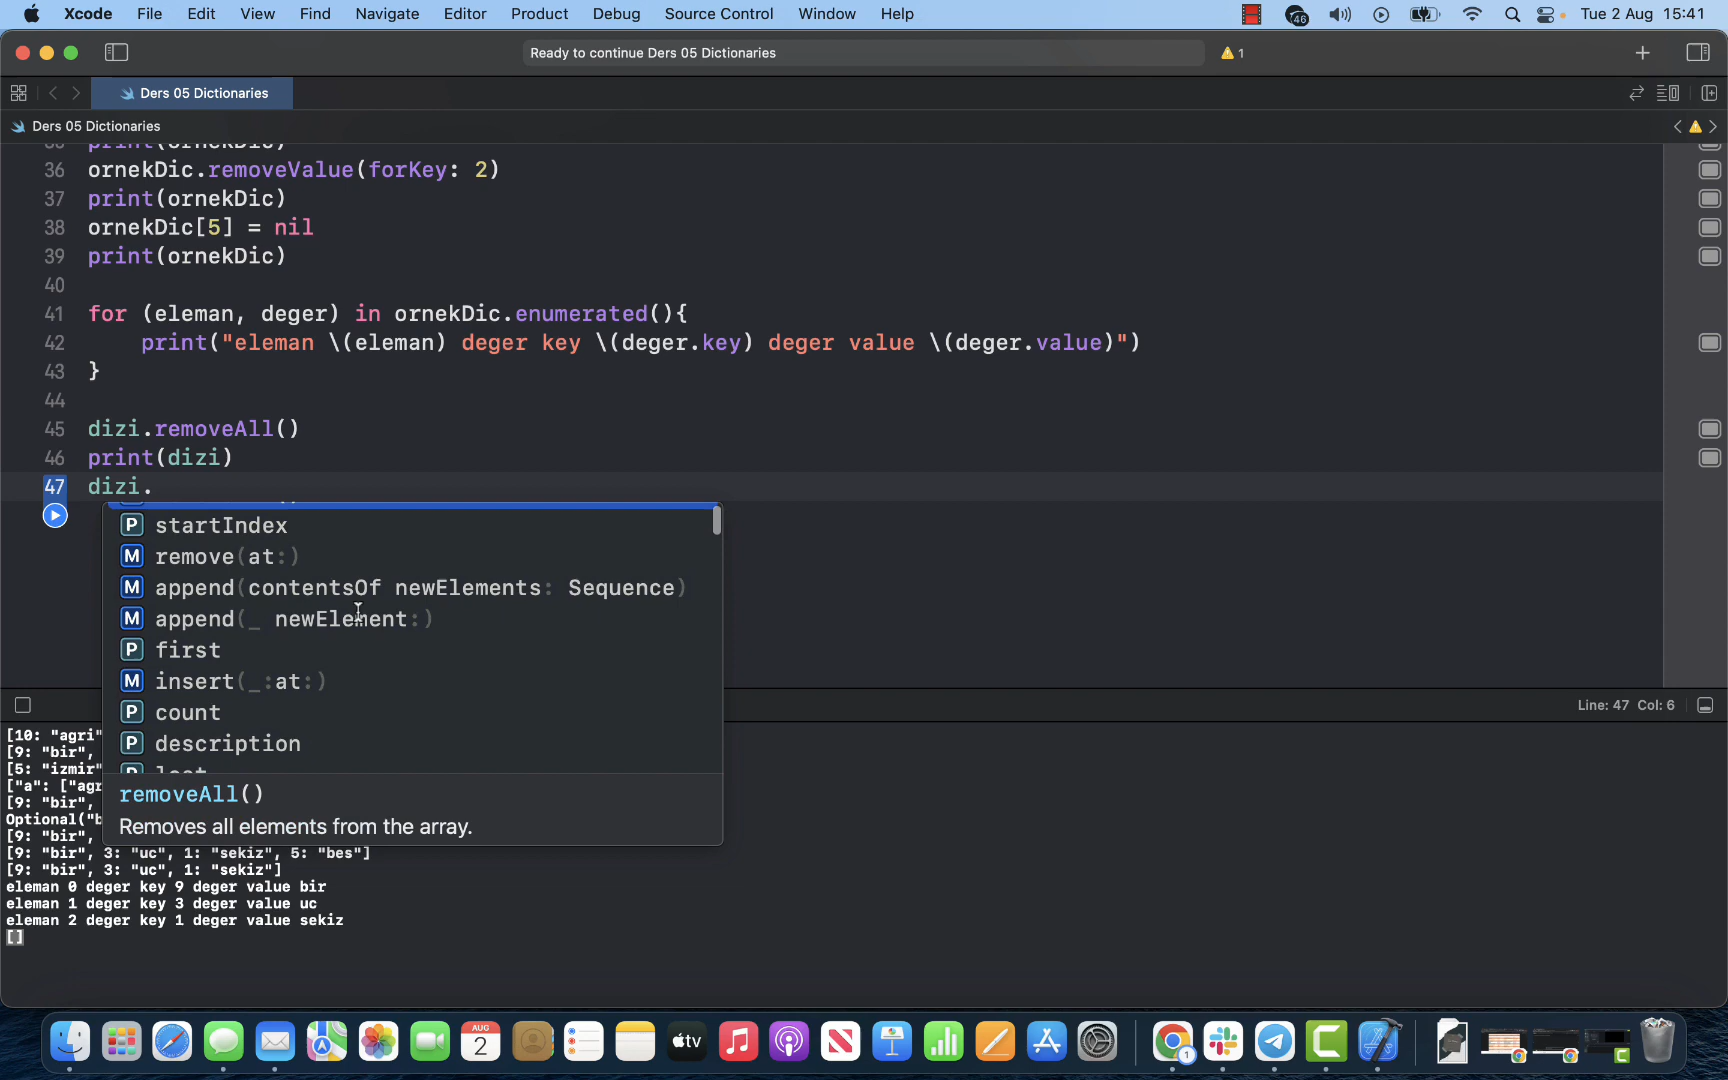 Xcode File Edit View Find Navigate Editor Product Debug Source Control Window Help 46 Tue 2 Aug 15:41
Ready to continue Ders 05 Dictionaries 1
Ders 05 Dictionaries
Ders 05 Dictionaries
36 ornekDic.removeValue(forKey: 2)
37 print(ornekDic)
38 ornekDic[5] = nil
39 print(ornekDic)
40
41 for (eleman, deger) in ornekDic.enumerated(){
42 print("eleman \(eleman) deger key \(deger.key) deger value \(deger.value)")
43 }
44
45 dizi.removeAll()
46 print(dizi)
47 dizi.
P startIndex
M remove(at:)
M append(contentsOf newElements: Sequence)
M append(_ newElement:)
P first
M insert(_:at:)
P count
P description
removeAll()
Removes all elements from the array.
Line: 47 Col: 6
[10: "agri"
[9: "bir",
[5: "izmir"
["a": ["agr
[9: "bir",
Optional("b
[9: "bir",
[9: "bir", 3: "uc", 1: "sekiz", 5: "bes"]
[9: "bir", 3: "uc", 1: "sekiz"]
eleman 0 deger key 9 deger value bir
eleman 1 deger key 3 deger value uc
eleman 2 deger key 1 deger value sekiz
[]
AUG
2
tv
1